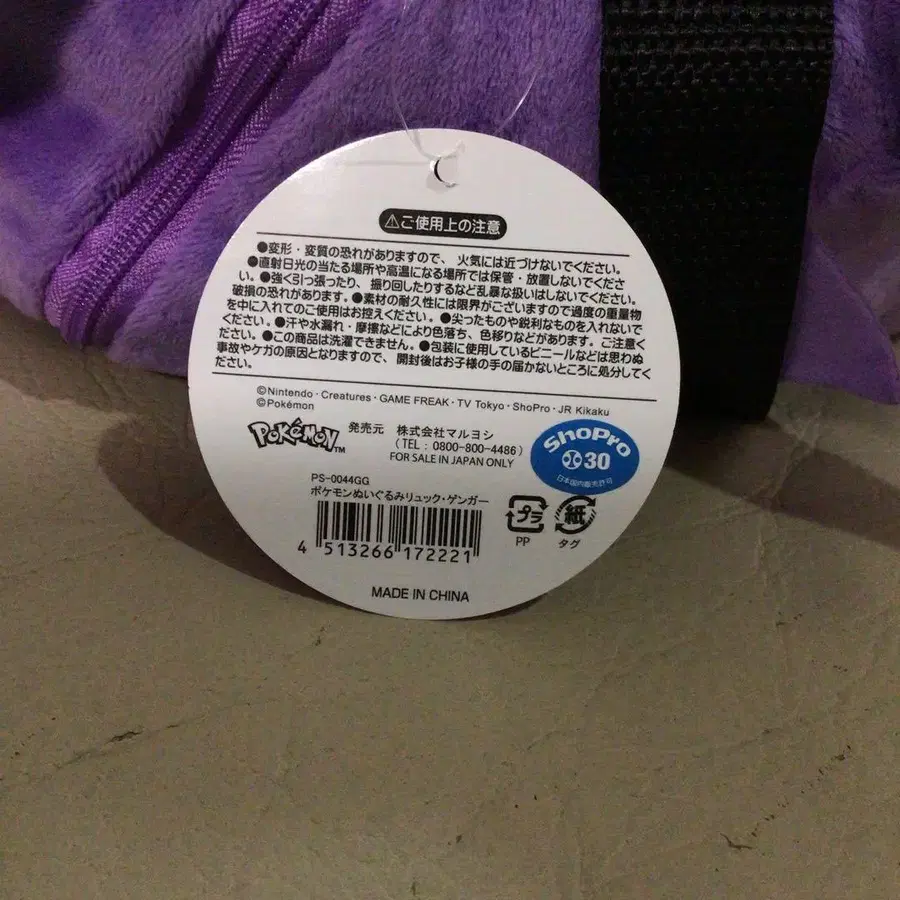 ⚠ご使用上の注意
●変形・変質の恐れがありますので、火気には近づけないでください。
●直射日光の当たる場所や高温になる場所では保管・放置しないでくださ
い。●強く引っ張ったり、振り回したりするなど乱暴な扱いはしないでください。
破損の恐れがあります。●素材の耐久性には限界がございますので過度の重量物
を中に入れてのご使用はお控えください。●尖ったものや鋭利なものを入れないで
ください。●汗や水漏れ・摩擦などにより色落ち、色移りなどがあります。ご注意く
ださい。●この商品は洗濯できません。●包装に使用しているビニールなどは思わぬ
事故やケガの原因となりますので、開封後はお子様の手の届かないところに処分してく
ださい。
©Nintendo・Creatures・GAME FREAK・TV Tokyo・ShoPro・JR Kikaku
©Pokémon
POKéMON™
発売元 株式会社マルヨシ
(TEL:0800-800-4486)
FOR SALE IN JAPAN ONLY
ShoPro
30
日本国内販売許可
PS-0044GG
ポケモンぬいぐるみリュック・ゲンガー
4 513266 172221
プラ
PP
紙
タグ
MADE IN CHINA